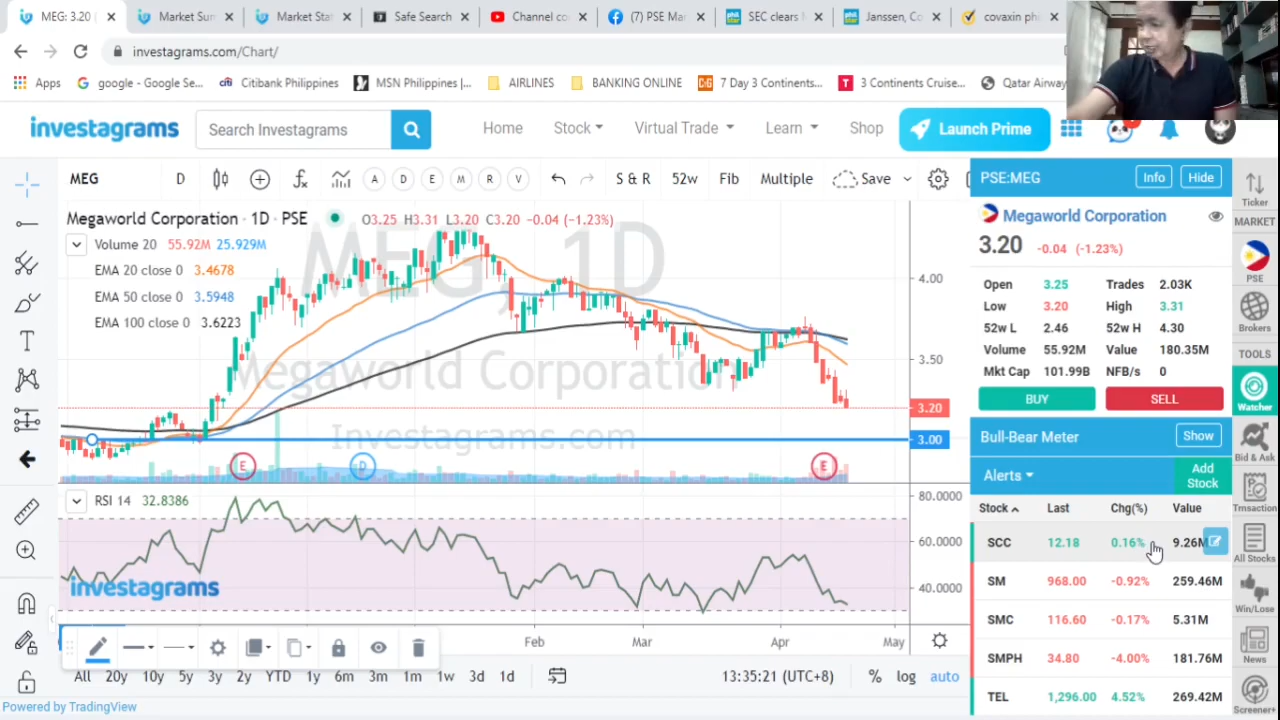 MEG: 3.20 |
Market Sum
Market Stat
Safe Search
Channel co
(7) PSE Mar
SEC clears M
Janssen, Co
covaxin phi
investagrams.com/Chart/
Apps
google - Google Se...
Citibank Philippines
MSN Philippines |...
AIRLINES
BANKING ONLINE
7 Day 3 Continents...
3 Continents Cruise...
Qatar Airway
investagrams
Search Investagrams
Home
Stock
Virtual Trade
Learn
Shop
Launch Prime
MEG
D
A
D
E
M
R
V
S & R
52w
Fib
Multiple
Save
Megaworld Corporation · 1D · PSE
O3.25 H3.31 L3.20 C3.20 -0.04 (-1.23%)
Volume 20 55.92M 25.929M
EMA 20 close 0 3.4678
EMA 50 close 0 3.5948
EMA 100 close 0 3.6223
MEG, 1D
Megaworld Corporation
Investagrams.com
4.00
3.50
3.20
3.00
E
D
E
RSI 14 32.8386
80.0000
60.0000
40.0000
investagrams
Feb
Mar
Apr
May
All
20y
10y
5y
3y
2y
YTD
1y
6m
3m
1m
1w
3d
1d
13:35:21 (UTC+8)
%
log
auto
Powered by TradingView
PSE:MEG
Info
Hide
Megaworld Corporation
3.20 -0.04 (-1.23%)
Open 3.25 Trades 2.03K
Low 3.20 High 3.31
52w L 2.46 52w H 4.30
Volume 55.92M Value 180.35M
Mkt Cap 101.99B NFB/s 0
BUY
SELL
Bull-Bear Meter
Show
Alerts
Add Stock
Stock Last Chg(%) Value
SCC 12.18 0.16% 9.26M
SM 968.00 -0.92% 259.46M
SMC 116.60 -0.17% 5.31M
SMPH 34.80 -4.00% 181.76M
TEL 1,296.00 4.52% 269.42M
Ticker
MARKET
PSE
Brokers
TOOLS
Watcher
Bid & Ask
Trnsaction
All Stocks
Win/Lose
News
Screener+